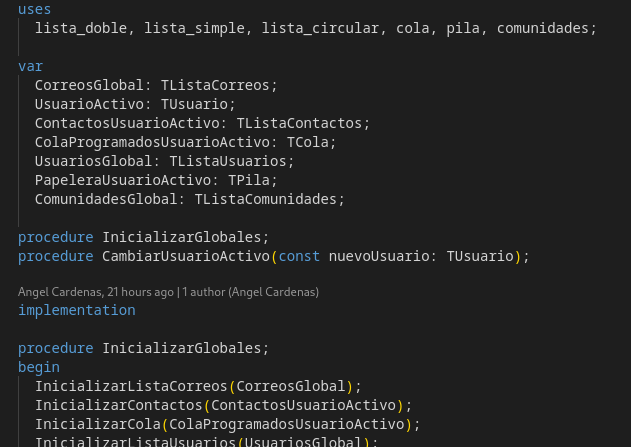 uses
lista_doble, lista_simple, lista_circular, cola, pila, comunidades;
var
CorreosGlobal: TListaCorreos;
UsuarioActivo: TUsuario;
ContactosUsuarioActivo: TListaContactos;
ColaProgramadosUsuarioActivo: TCola;
UsuariosGlobal: TListaUsuarios;
PapeleraUsuarioActivo: TPila;
ComunidadesGlobal: TListaComunidades;
procedure InicializarGlobales;
procedure CambiarUsuarioActivo(const nuevoUsuario: TUsuario);
Angel Cardenas, 21 hours ago | 1 author (Angel Cardenas)
implementation
procedure InicializarGlobales;
begin
InicializarListaCorreos(CorreosGlobal);
InicializarContactos(ContactosUsuarioActivo);
InicializarCola(ColaProgramadosUsuarioActivo);
InicializarListaUsuarios(UsuariosGlobal);